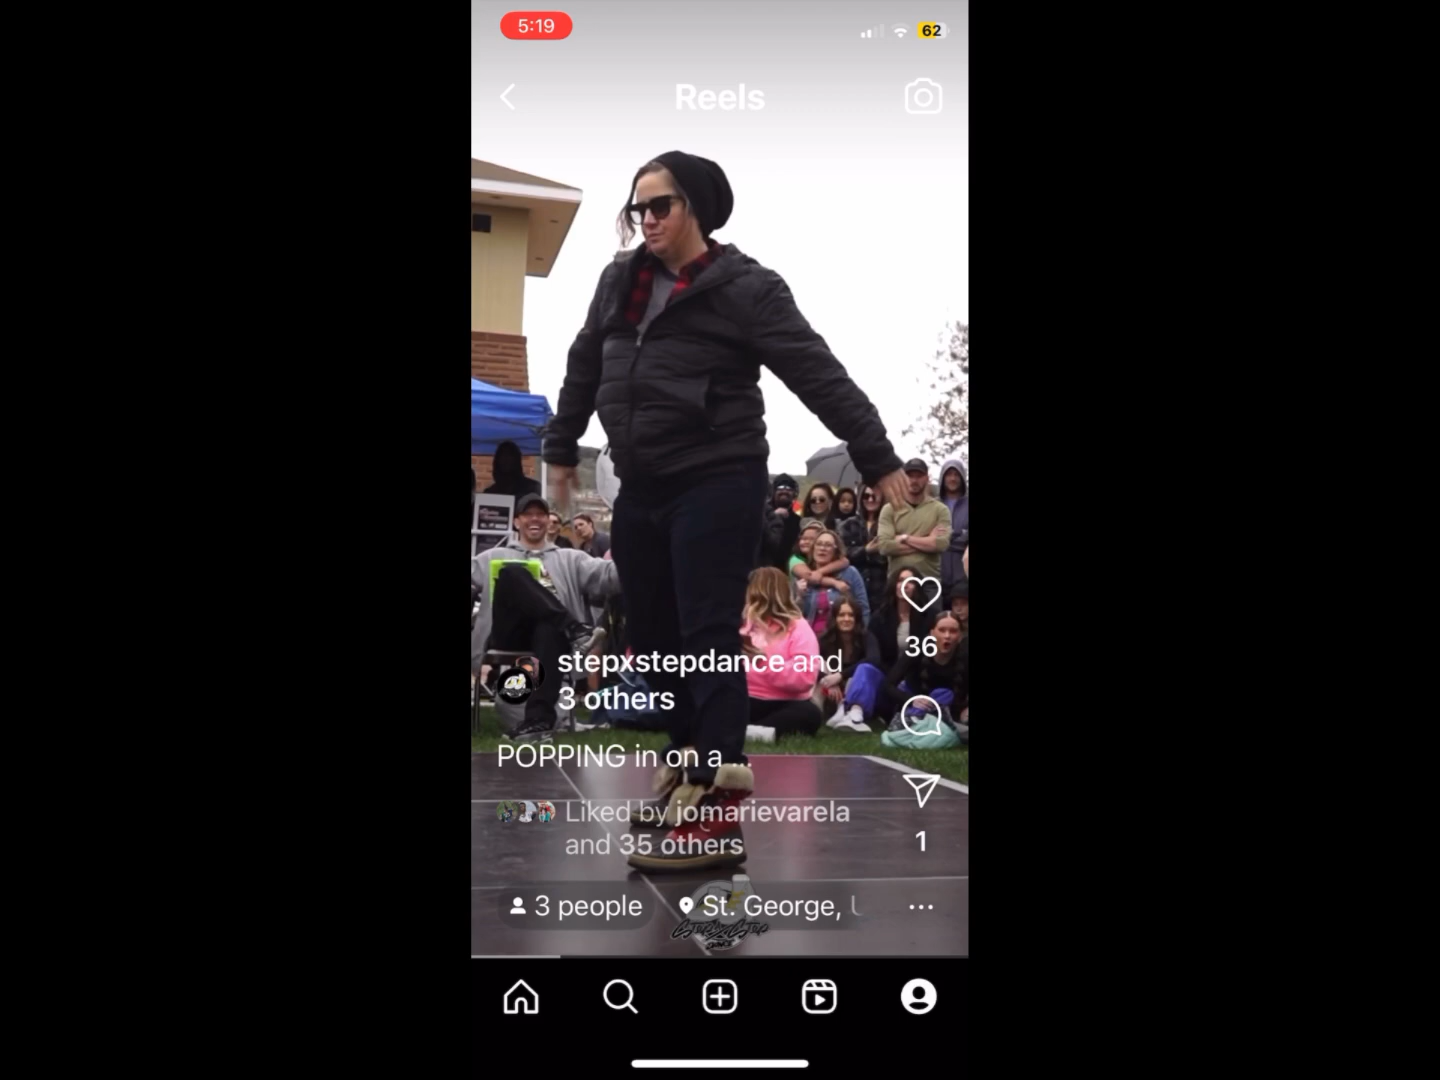 5:19
62
Reels
36
stepxstepdance and
3 others
POPPING in on a ...
Liked by jomarievarela
and 35 others
1
3 people
St. George,